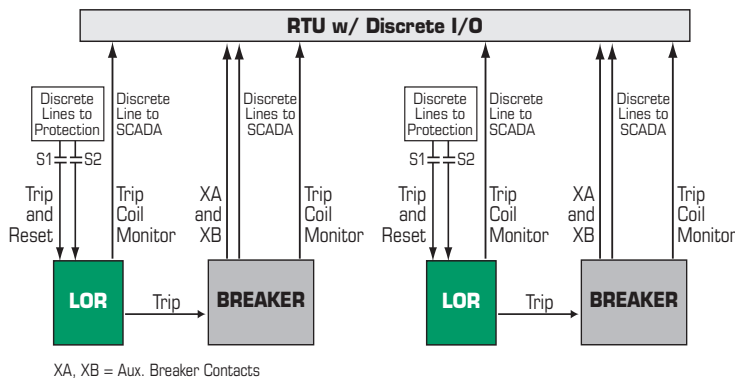 RTU w/ Discrete I/O
Discrete
Lines to
Protection
Discrete
Line to
SCADA
Discrete
Lines to
SCADA
S1
S2
Trip
and
Reset
Trip
Coil
Monitor
XA
and
XB
Trip
Coil
Monitor
LOR
Trip
BREAKER
Discrete
Lines to
Protection
Discrete
Line to
SCADA
Discrete
Lines to
SCADA
S1
S2
Trip
and
Reset
Trip
Coil
Monitor
XA
and
XB
Trip
Coil
Monitor
LOR
Trip
BREAKER
XA, XB = Aux. Breaker Contacts